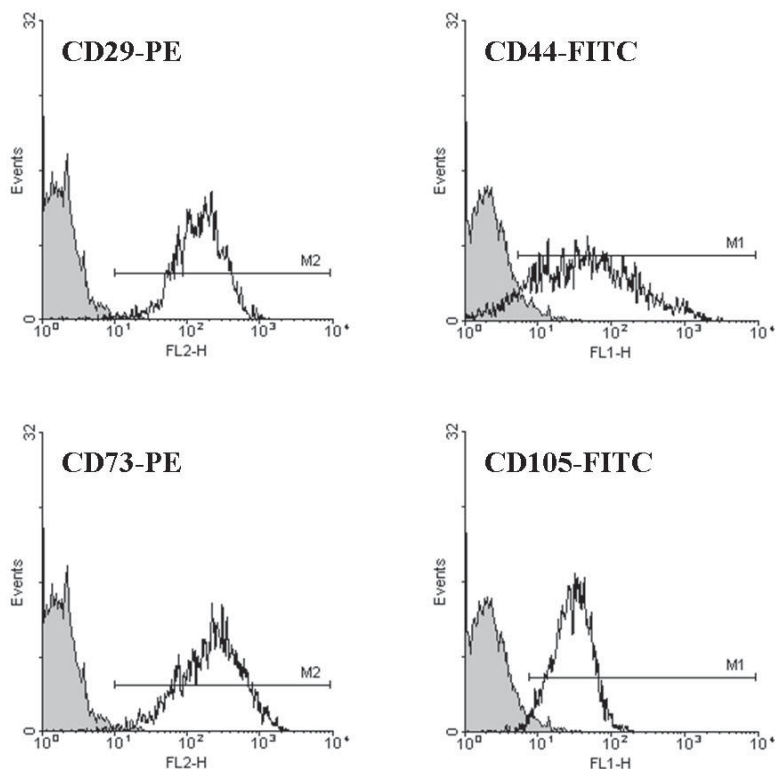 32
CD29-PE
Events
M2
0
10⁰ 10¹ 10² 10³ 10⁴
FL2-H
32
CD44-FITC
Events
M1
0
10⁰ 10¹ 10² 10³ 10⁴
FL1-H
32
CD73-PE
Events
M2
0
10⁰ 10¹ 10² 10³ 10⁴
FL2-H
32
CD105-FITC
Events
M1
0
10⁰ 10¹ 10² 10³ 10⁴
FL1-H